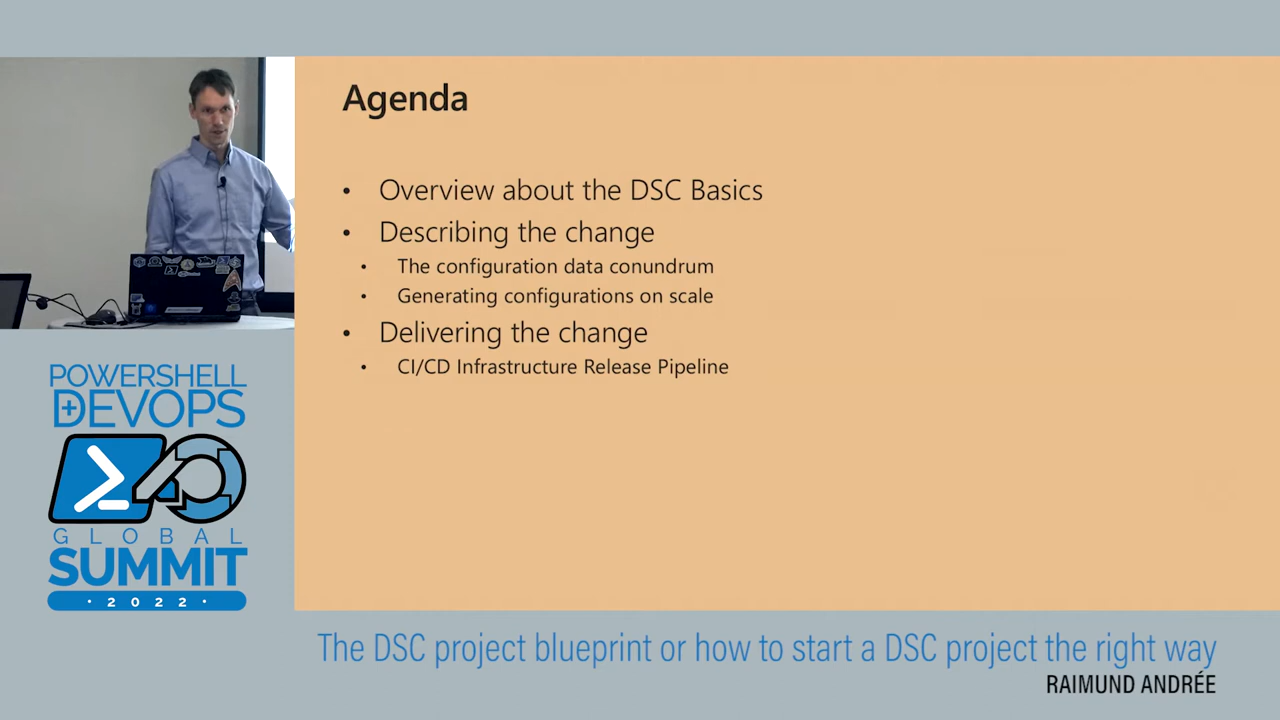 Agenda
• Overview about the DSC Basics
• Describing the change
• The configuration data conundrum
• Generating configurations on scale
• Delivering the change
• CI/CD Infrastructure Release Pipeline
POWERSHELL
+DEVOPS
GLOBAL
SUMMIT
· 2022 ·
The DSC project blueprint or how to start a DSC project the right way
RAIMUND ANDRÉE